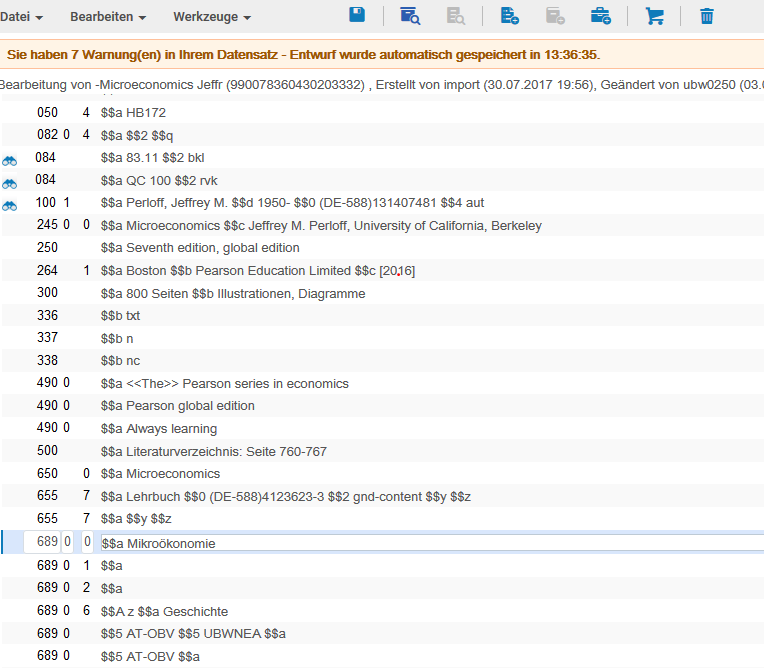 Datei Bearbeiten Werkzeuge
Sie haben 7 Warnung(en) in Ihrem Datensatz - Entwurf wurde automatisch gespeichert in 13:36:35.
Bearbeitung von -Microeconomics Jeffr (990078360430203332) , Erstellt von import (30.07.2017 19:56), Geändert von ubw0250 (03.0
050 4 $$a HB172
082 0 4 $$a $$2 $$q
084 $$a 83.11 $$2 bkl
084 $$a QC 100 $$2 rvk
100 1 $$a Perloff, Jeffrey M. $$d 1950- $$0 (DE-588)131407481 $$4 aut
245 0 0 $$a Microeconomics $$c Jeffrey M. Perloff, University of California, Berkeley
250 $$a Seventh edition, global edition
264 1 $$a Boston $$b Pearson Education Limited $$c [2016]
300 $$a 800 Seiten $$b Illustrationen, Diagramme
336 $$b txt
337 $$b n
338 $$b nc
490 0 $$a <<The>> Pearson series in economics
490 0 $$a Pearson global edition
490 0 $$a Always learning
500 $$a Literaturverzeichnis: Seite 760-767
650 0 $$a Microeconomics
655 7 $$a Lehrbuch $$0 (DE-588)4123623-3 $$2 gnd-content $$y $$z
655 7 $$a $$y $$z
689 0 0 $$a Mikroökonomie
689 0 1 $$a
689 0 2 $$a
689 0 6 $$A z $$a Geschichte
689 0 $$5 AT-OBV $$5 UBWNEA $$a
689 0 $$5 AT-OBV $$a